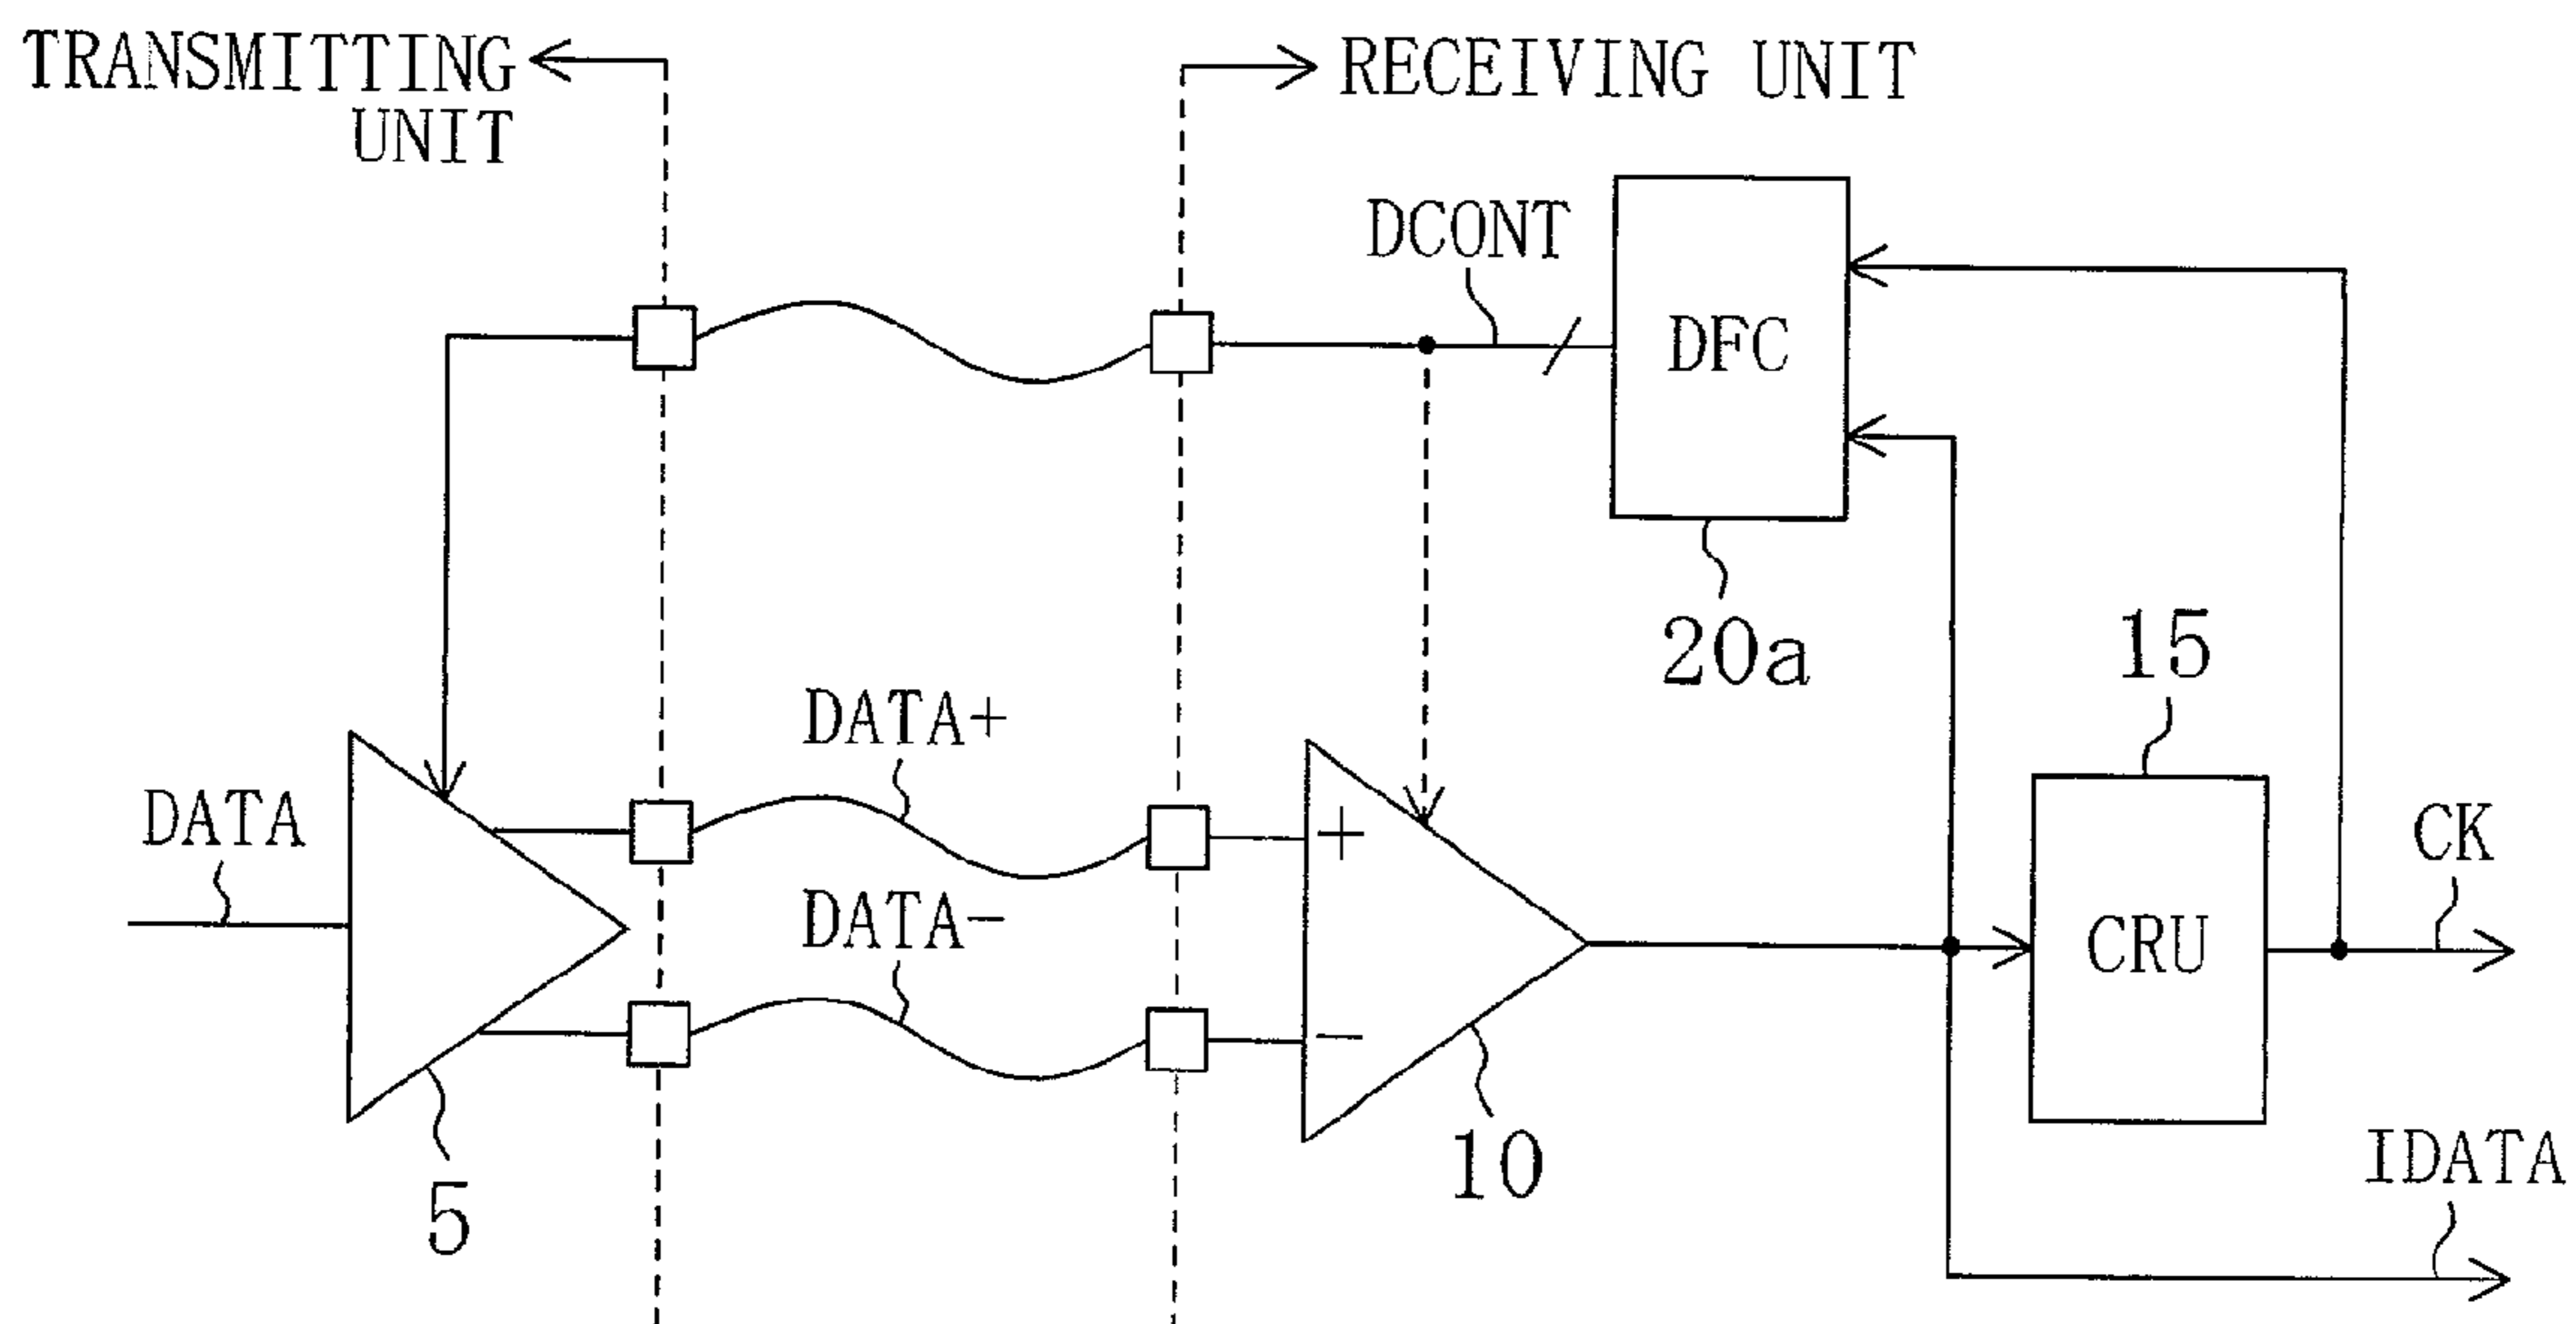 TRANSMITTING
UNIT
RECEIVING UNIT
DCONT
DFC
20a
15
DATA+
DATA
+
CK
DATA-
CRU
-
10
IDATA
5